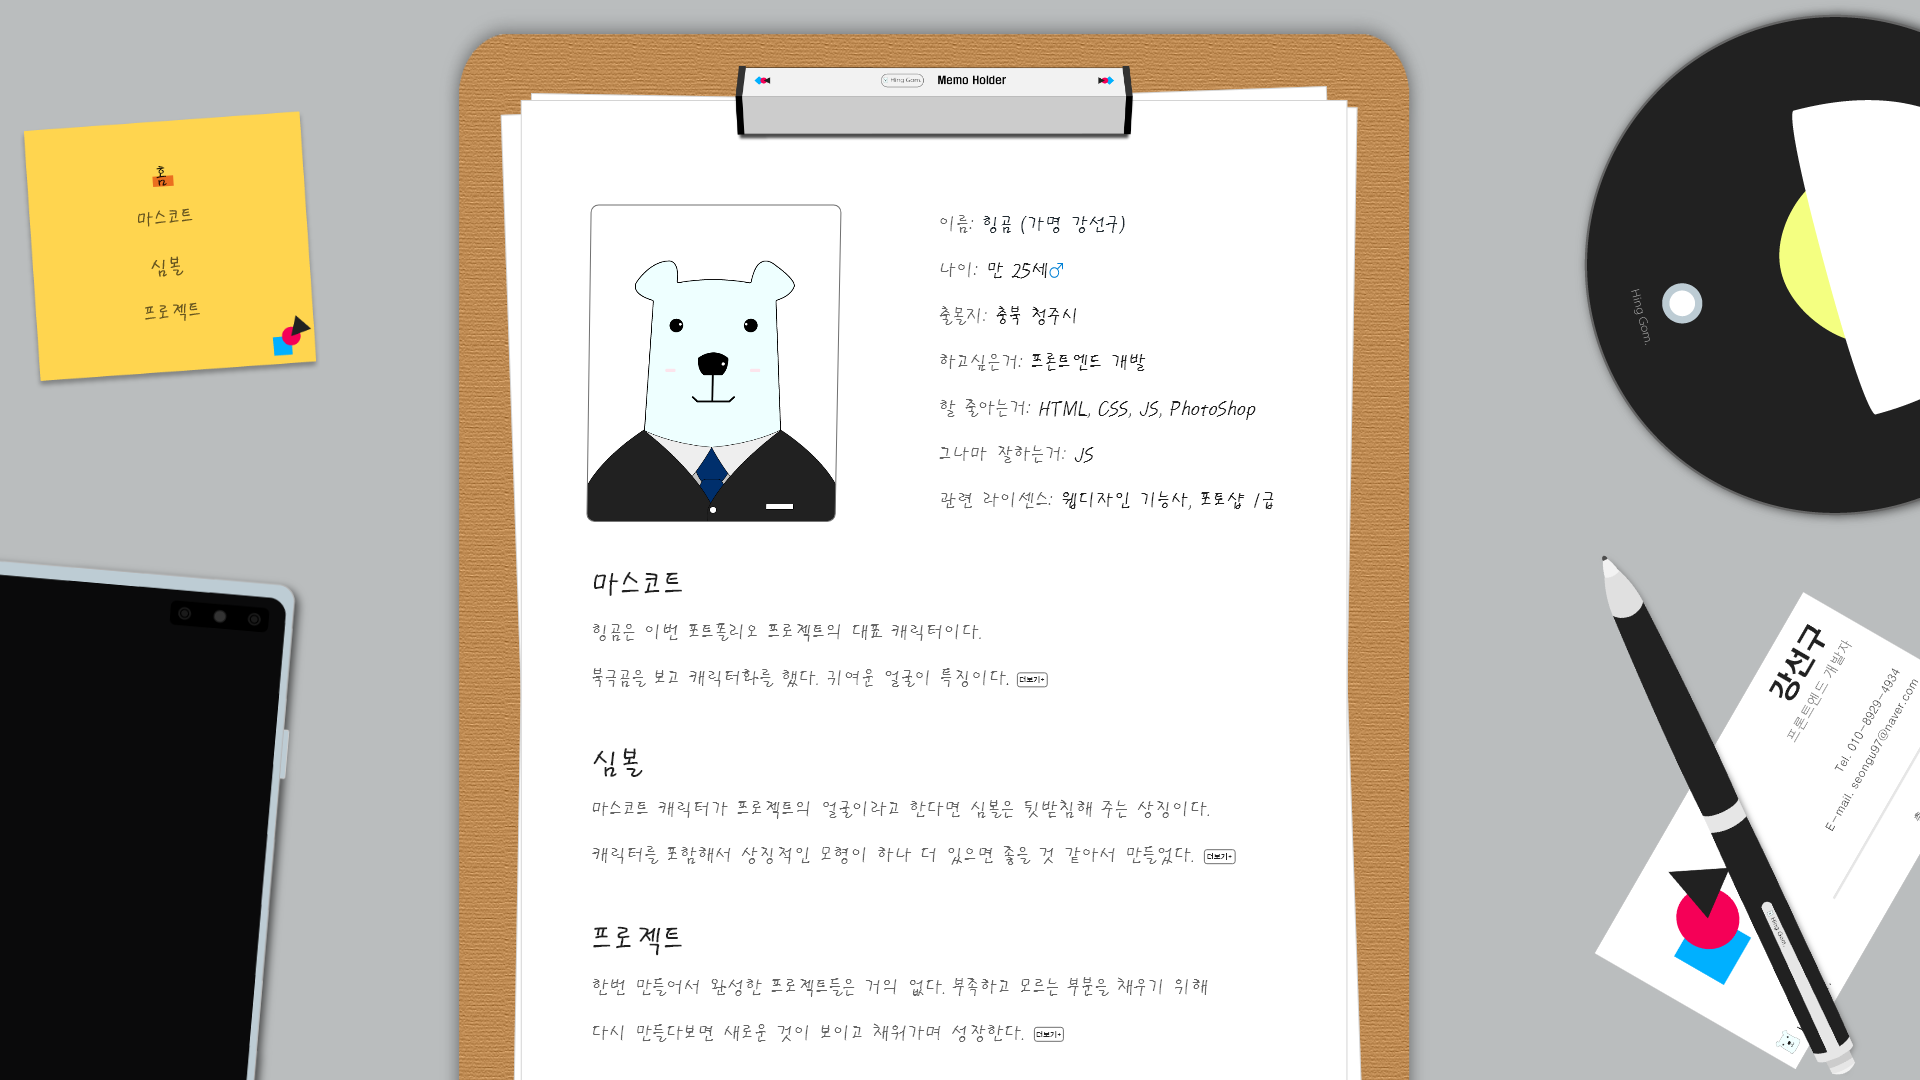 홈
마스코트
심볼
프로젝트
Hing Gom.
Memo Holder
이름: 힝곰 (가명 강선구)
나이: 만 25세♂
출몰지: 충북 청주시
하고싶은거: 프론트엔드 개발
할 줄아는거: HTML, CSS, JS, PhotoShop
그나마 잘하는거: JS
관련 라이센스: 웹디자인 기능사, 포토샵 1급
마스코트
힝곰은 이번 포트폴리오 프로젝트의 대표 캐릭터이다.
북극곰을 보고 캐릭터화를 했다. 귀여운 얼굴이 특징이다. 더보기+
심볼
마스코트 캐릭터가 프로젝트의 얼굴이라고 한다면 심볼은 뒷받침해 주는 상징이다.
캐릭터를 포함해서 상징적인 모형이 하나 더 있으면 좋을 것 같아서 만들었다. 더보기+
프로젝트
한번 만들어서 완성한 프로젝트들은 거의 없다. 부족하고 모르는 부분을 채우기 위해
다시 만들다보면 새로운 것이 보이고 채워가며 성장한다. 더보기+
Hing Gom.
강선구
프론트엔드 개발자
Tel. 010-8929-4934
E-mail. seongu97@naver.com
Hing Gom.